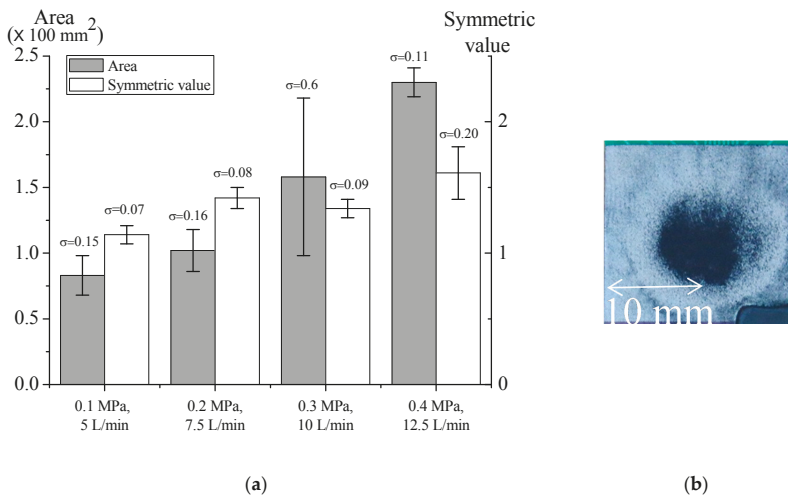 Area
(× 100 mm²)
Symmetric
value
2.5
2.0
1.5
1.0
0.5
0.0
Area
Symmetric value
σ=0.15
σ=0.07
σ=0.16
σ=0.08
σ=0.6
σ=0.09
σ=0.11
σ=0.20
2
1
0
0.1 MPa,
5 L/min
0.2 MPa,
7.5 L/min
0.3 MPa,
10 L/min
0.4 MPa,
12.5 L/min
10 mm
(a)
(b)